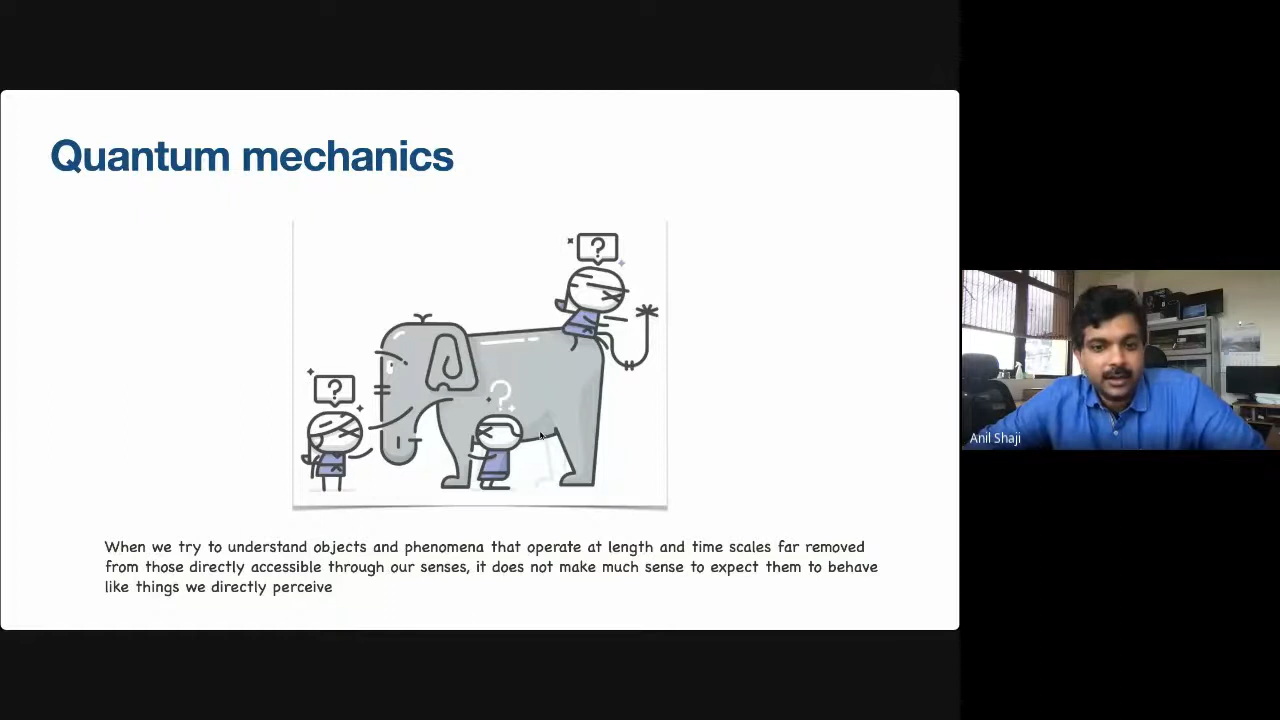 Quantum mechanics
?
?
?
When we try to understand objects and phenomena that operate at length and time scales far removed
from those directly accessible through our senses, it does not make much sense to expect them to behave
like things we directly perceive
Anil Shaji